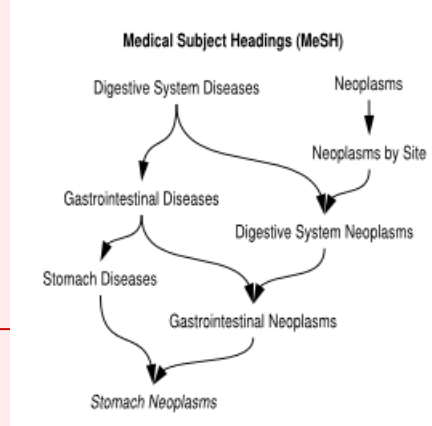 Medical Subject Headings (MeSH)
Digestive System Diseases
Neoplasms
Neoplasms by Site
Gastrointestinal Diseases
Digestive System Neoplasms
Stomach Diseases
Gastrointestinal Neoplasms
Stomach Neoplasms